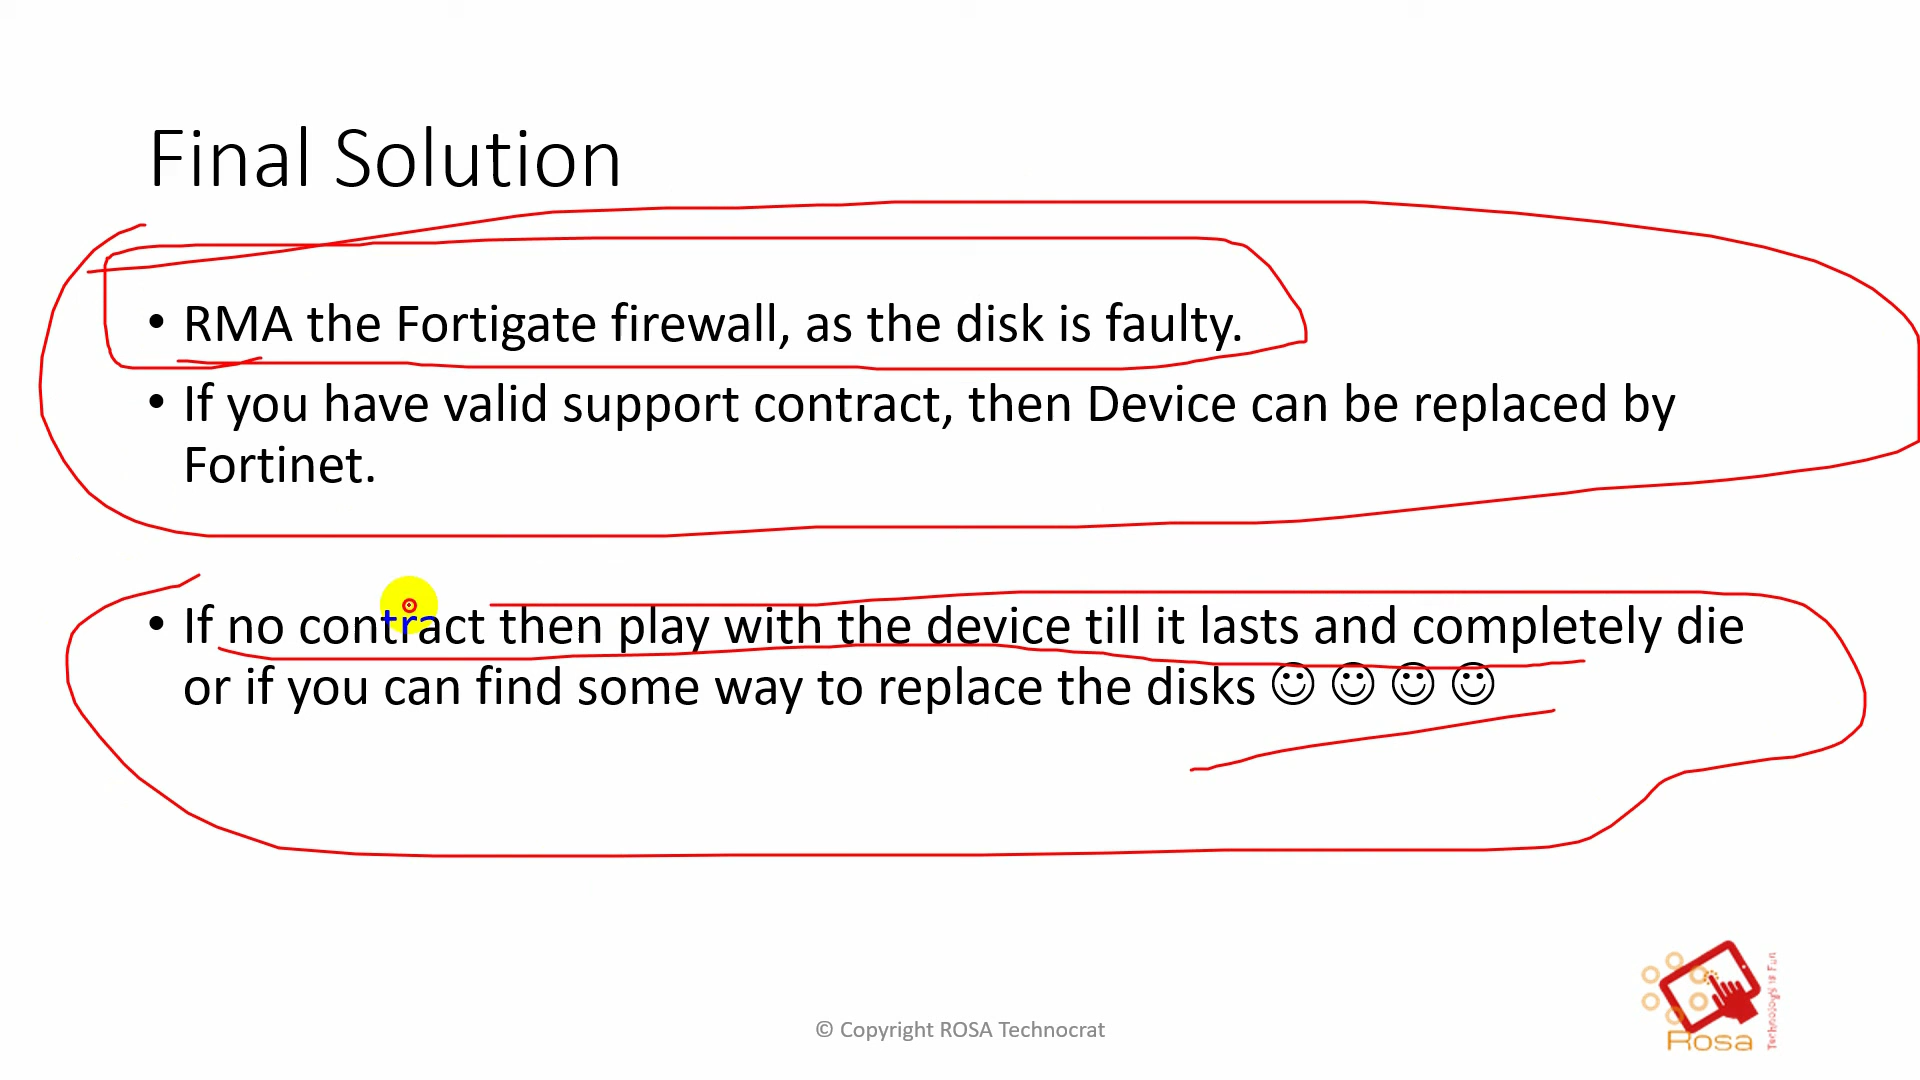 Final Solution
• RMA the Fortigate firewall, as the disk is faulty.
• If you have valid support contract, then Device can be replaced by
Fortinet.
• If no contract then play with the device till it lasts and completely die
or if you can find some way to replace the disks ☺ ☺ ☺ ☺
© Copyright ROSA Technocrat
Rosa
Technology is Fun